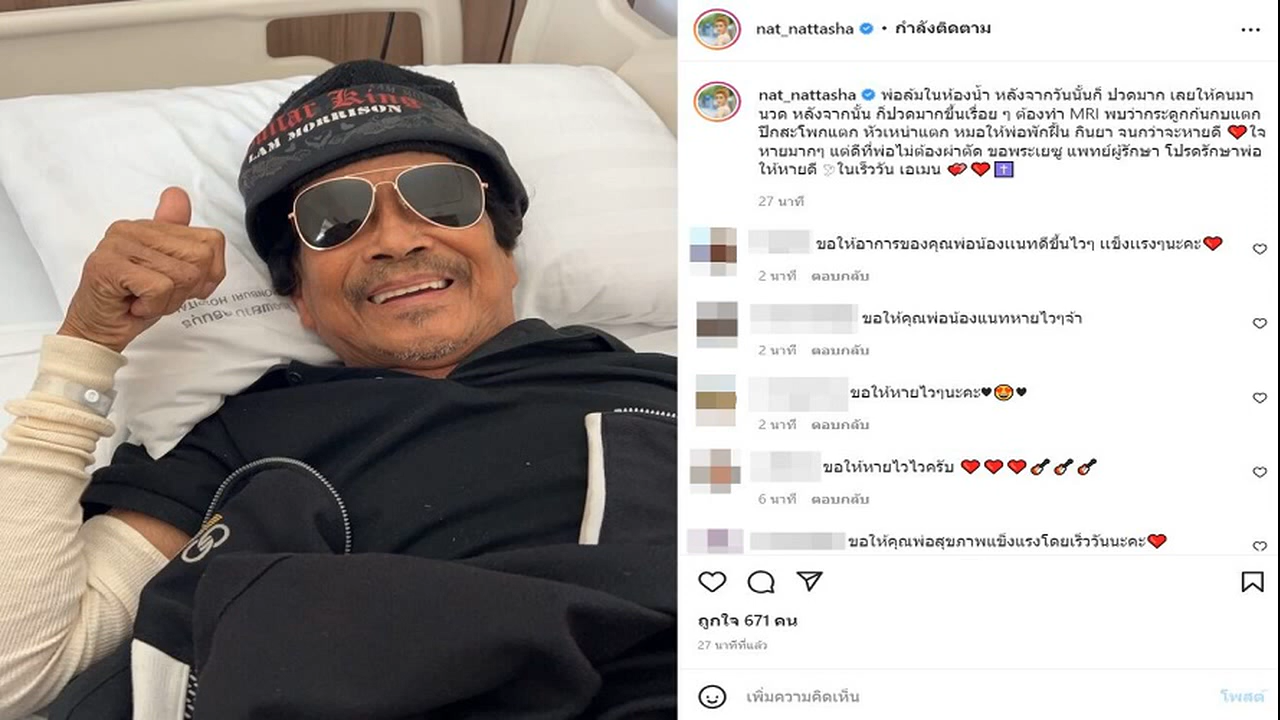 Guitar King
LAM MORRISON
nat_nattasha • กำลังติดตาม
nat_nattasha พ่อล้มในห้องน้ำ หลังจากวันนั้นก็ ปวดมาก เลยให้คนมา
นวด หลังจากนั้น ก็ปวดมากขึ้นเรื่อย ๆ ต้องทำ MRI พบว่ากระดูกก้นกบแตก
ปีกสะโพกแตก หัวเหน่าแตก หมอให้พ่อพักฟื้น กินยา จนกว่าจะหายดี ❤️ใจ
หายมากๆ แต่ดีที่พ่อไม่ต้องผ่าตัด ขอพระเยซู แพทย์ผู้รักษา โปรดรักษาพ่อ
ให้หายดี 🕊ในเร็ววัน เอเมน 💕❤️✝️
27 นาที
ขอให้อาการของคุณพ่อน้องแนทดีขึ้นไวๆ แข็งแรงๆนะคะ❤️
2 นาที ตอบกลับ
ขอให้คุณพ่อน้องแนทหายไวๆจ้า
2 นาที ตอบกลับ
ขอให้หายไวๆนะคะ♥😍♥
2 นาที ตอบกลับ
ขอให้หายไวไวครับ ❤️❤️❤️🎸🎸🎸
6 นาที ตอบกลับ
ขอให้คุณพ่อสุขภาพแข็งแรงโดยเร็ววันนะคะ❤️
ถูกใจ 671 คน
27 นาทีที่แล้ว
เพิ่มความคิดเห็น
โพสต์